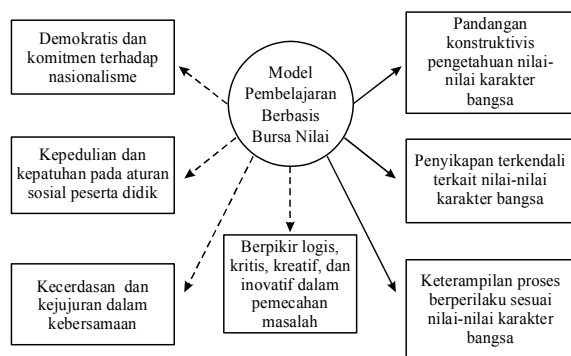 Demokratis dan
komitmen terhadap
nasionalisme
Model
Pembelajaran
Berbasis
Bursa Nilai
Pandangan
konstruktivis
pengetahuan nilai-
nilai karakter
bangsa
Kepedulian dan
kepatuhan pada aturan
sosial peserta didik
Penyikapan terkendali
terkait nilai-nilai
karakter bangsa
Kecerdasan dan
kejujuran dalam
kebersamaan
Berpikir logis,
kritis, kreatif, dan
inovatif dalam
pemecahan
masalah
Keterampilan proses
berperilaku sesuai
nilai-nilai karakter
bangsa